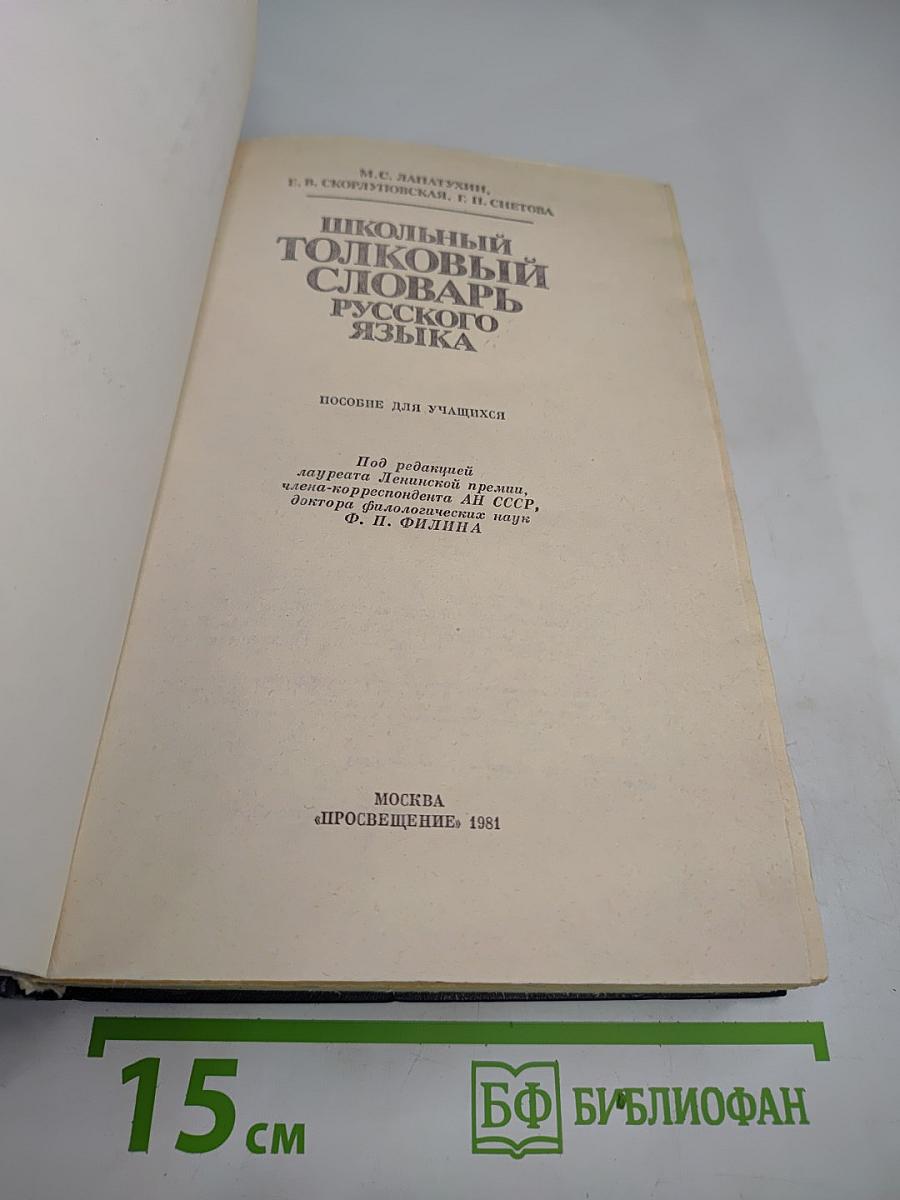 М. С. ЛАПАТУХИН,
Е. В. СКОРЛУПОВСКАЯ, Г. П. СНЕТОВА
ШКОЛЬНЫЙ
ТОЛКОВЫЙ
СЛОВАРЬ
РУССКОГО
ЯЗЫКА
ПОСОБИЕ ДЛЯ УЧАЩИХСЯ
Под редакцией
лауреата Ленинской премии,
члена-корреспондента АН СССР,
доктора филологических наук
Ф. П. ФИЛИНА
МОСКВА
«ПРОСВЕЩЕНИЕ» 1981
15 см
БФ БИБЛИОФАН